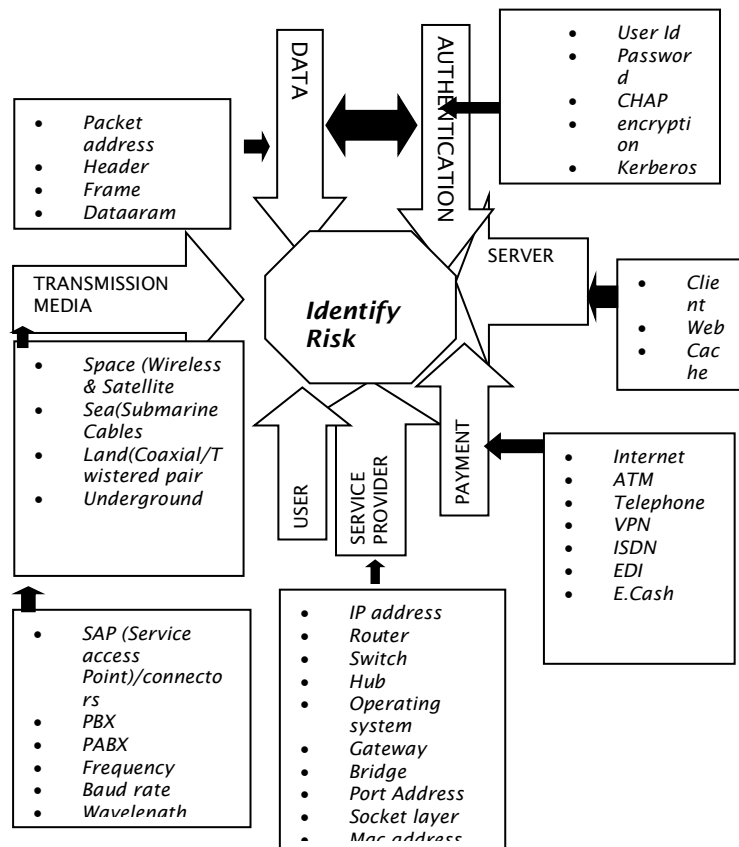 DATA
AUTHENTICATION
• User Id
• Passwor
d
• CHAP
• encrypti
on
• Kerberos
• Packet
address
• Header
• Frame
• Dataaram
TRANSMISSION
MEDIA
Identify
Risk
SERVER
• Clie
nt
• Web
• Cac
he
• Space (Wireless
& Satellite
• Sea(Submarine
Cables
• Land(Coaxial/T
wistered pair
• Underground
USER
SERVICE
PROVIDER
PAYMENT
• Internet
• ATM
• Telephone
• VPN
• ISDN
• EDI
• E.Cash
• SAP (Service
access
Point)/connecto
rs
• PBX
• PABX
• Frequency
• Baud rate
• Wavelength
• IP address
• Router
• Switch
• Hub
• Operating
system
• Gateway
• Bridge
• Port Address
• Socket layer
• Mac address